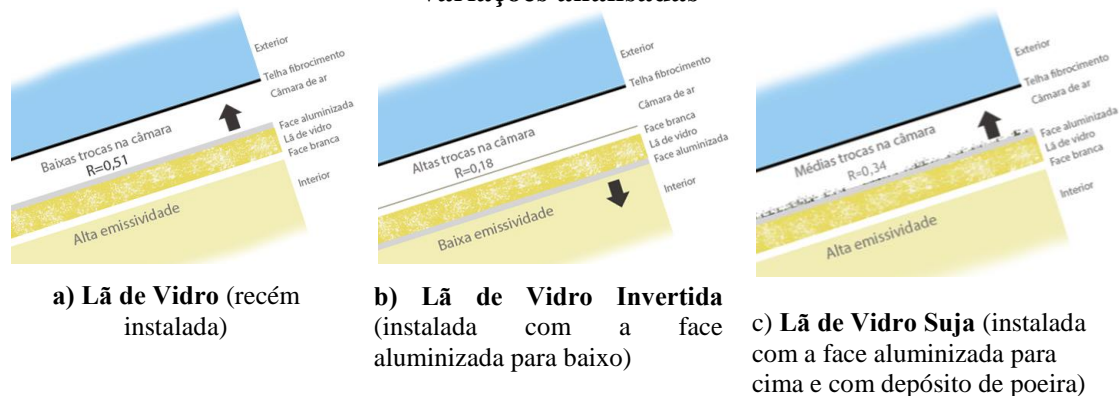 variações analisadas
Exterior
Telha fibrocimento
Câmara de ar
Baixas trocas na câmara
R=0,51
Face aluminizada
Lã de vidro
Face branca
Interior
Alta emissividade
a) Lã de Vidro (recém
instalada)
Exterior
Telha fibrocimento
Câmara de ar
Altas trocas na câmara
R=0,18
Face branca
Lã de vidro
Face aluminizada
Interior
Baixa emissividade
b) Lã de Vidro Invertida
(instalada com a face
aluminizada para baixo)
Exterior
Telha fibrocimento
Câmara de ar
Médias trocas na câmara
R=0,34
Face aluminizada
Lã de vidro
Face branca
Interior
Alta emissividade
c) Lã de Vidro Suja (instalada
com a face aluminizada para
cima e com depósito de poeira)